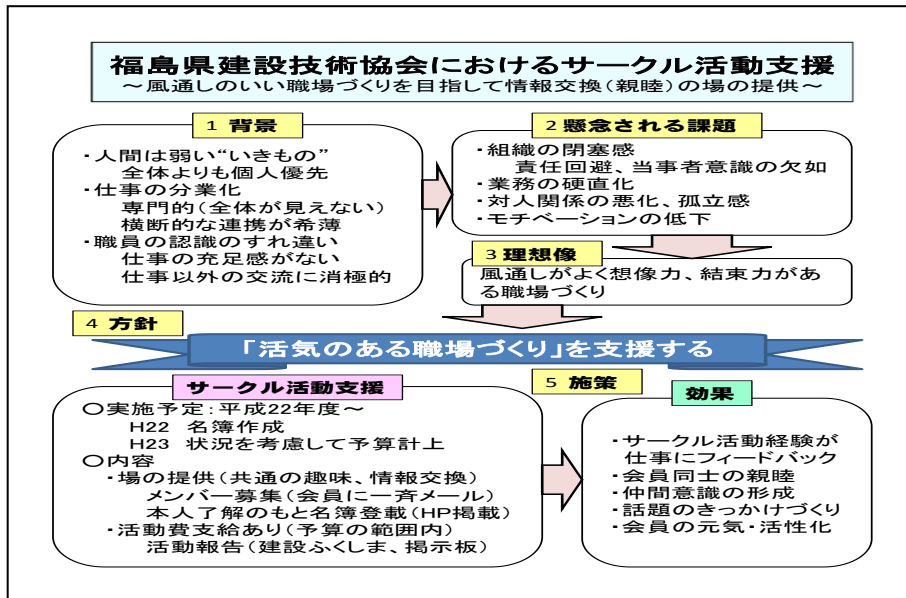 福島県建設技術協会におけるサークル活動支援
～風通しのいい職場づくりを目指して情報交換(親睦)の場の提供～
1 背景
・人間は弱い“いきもの”
全体よりも個人優先
・仕事の分業化
専門的(全体が見えない)
横断的な連携が希薄
・職員の認識のすれ違い
仕事の充足感がない
仕事以外の交流に消極的
2 懸念される課題
・組織の閉塞感
責任回避、当事者意識の欠如
・業務の硬直化
・対人関係の悪化、孤立感
・モチベーションの低下
3 理想像
風通しがよく想像力、結束力があ
る職場づくり
4 方針
「活気のある職場づくり」を支援する
サークル活動支援
○実施予定:平成22年度～
H22 名簿作成
H23 状況を考慮して予算計上
○内容
・場の提供(共通の趣味、情報交換)
メンバー募集(会員に一斉メール)
本人了解のもと名簿登載(HP掲載)
・活動費支給あり(予算の範囲内)
活動報告(建設ふくしま、掲示板)
5 施策
効果
・サークル活動経験が
仕事にフィードバック
・会員同士の親睦
・仲間意識の形成
・話題のきっかけづくり
・会員の元気・活性化